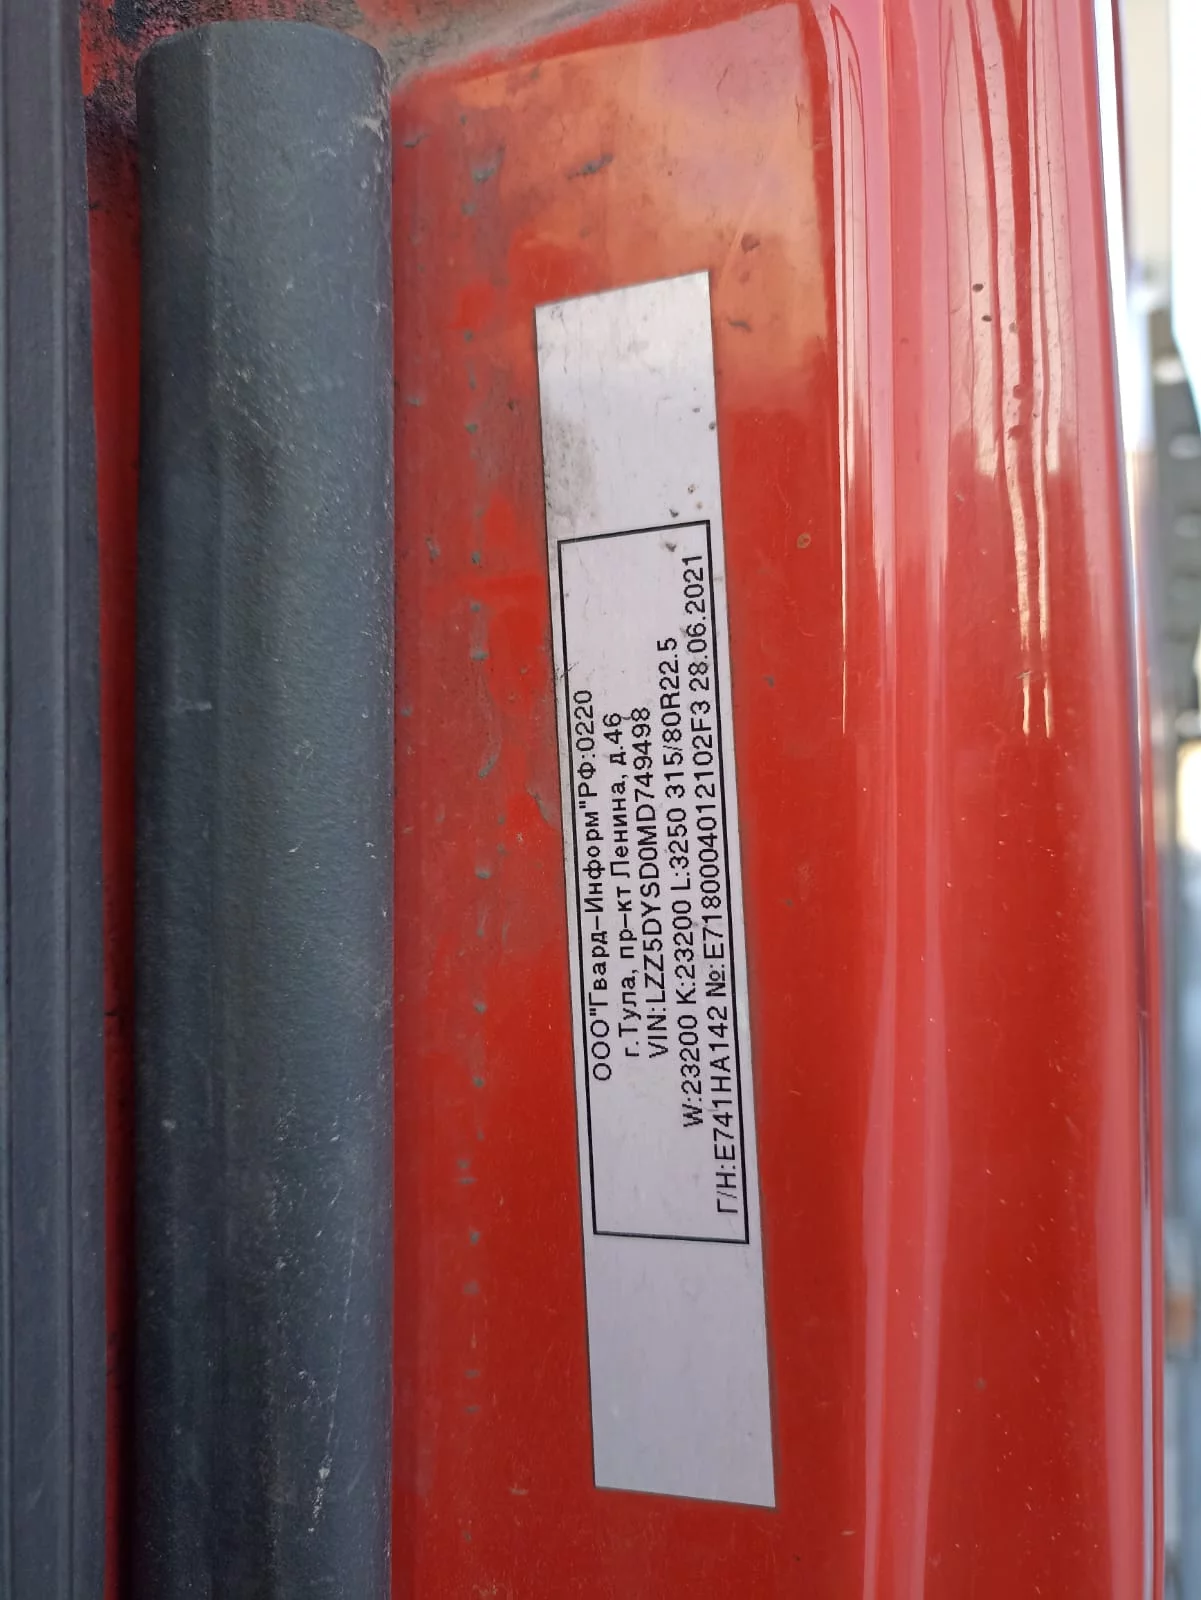 ООО"Гвард-Информ"РФ:0220
г.Тула, пр-кт Ленина, д.46
VIN:LZZ5DYSD0MD749498
W:23200 K:23200 L:3250 315/80R22.5
Г/Н:Е741НА142 №:Е7180004012102F3 28.06.2021